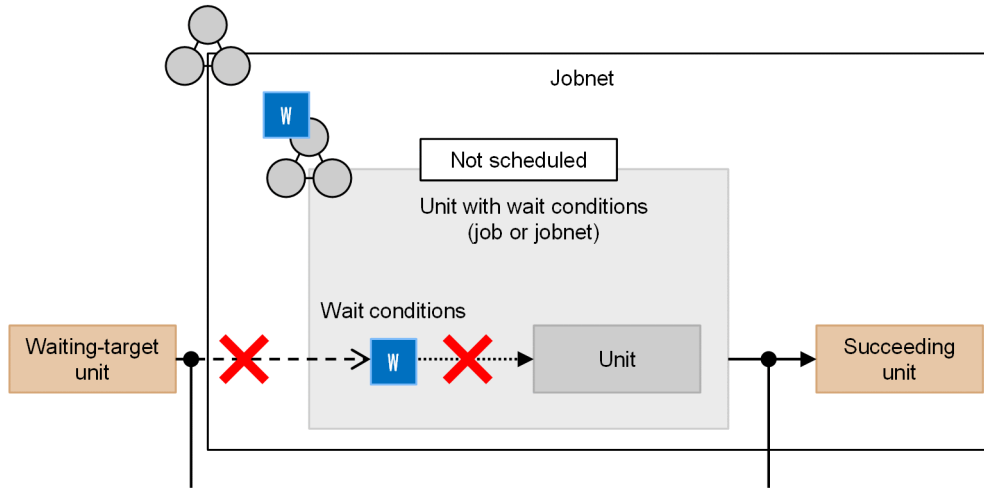 Jobnet
W
Not scheduled
Unit with wait conditions
(job or jobnet)
Wait conditions
Waiting-target
unit
W
Unit
Succeeding
unit